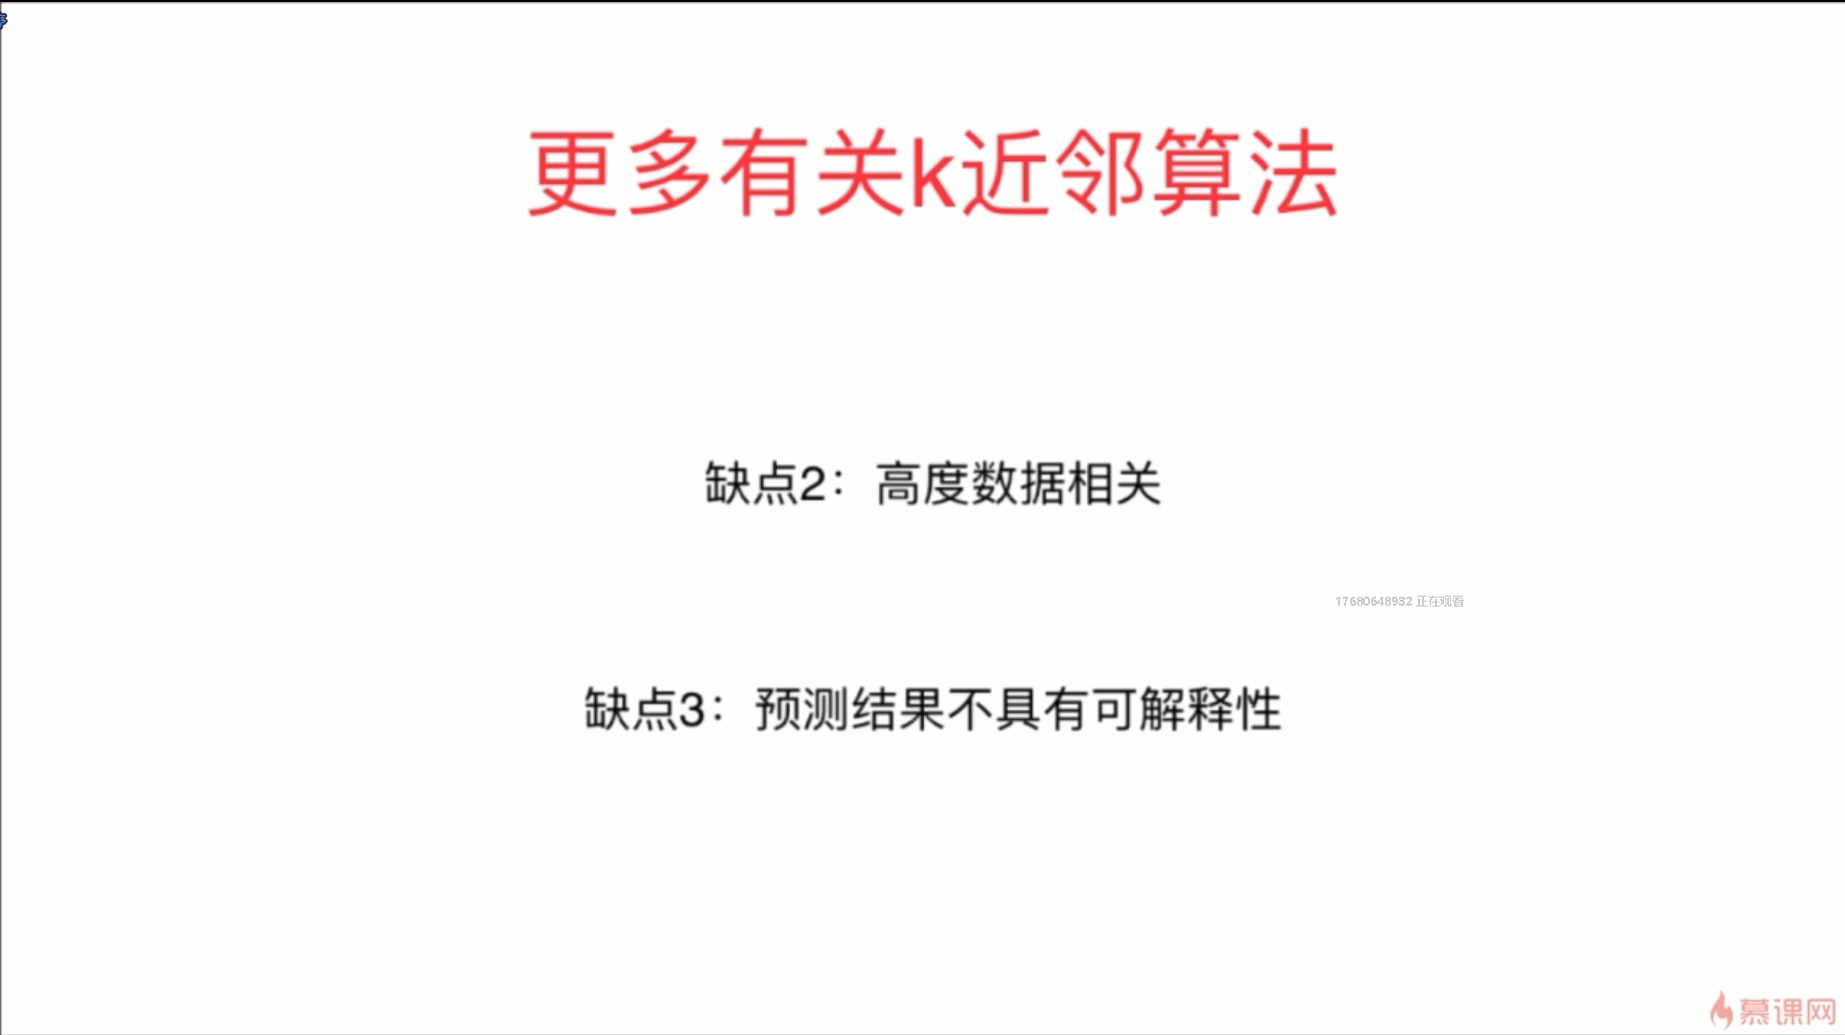 更多有关k近邻算法
缺点2：高度数据相关
17680648932 正在观看
缺点3：预测结果不具有可解释性
慕课网